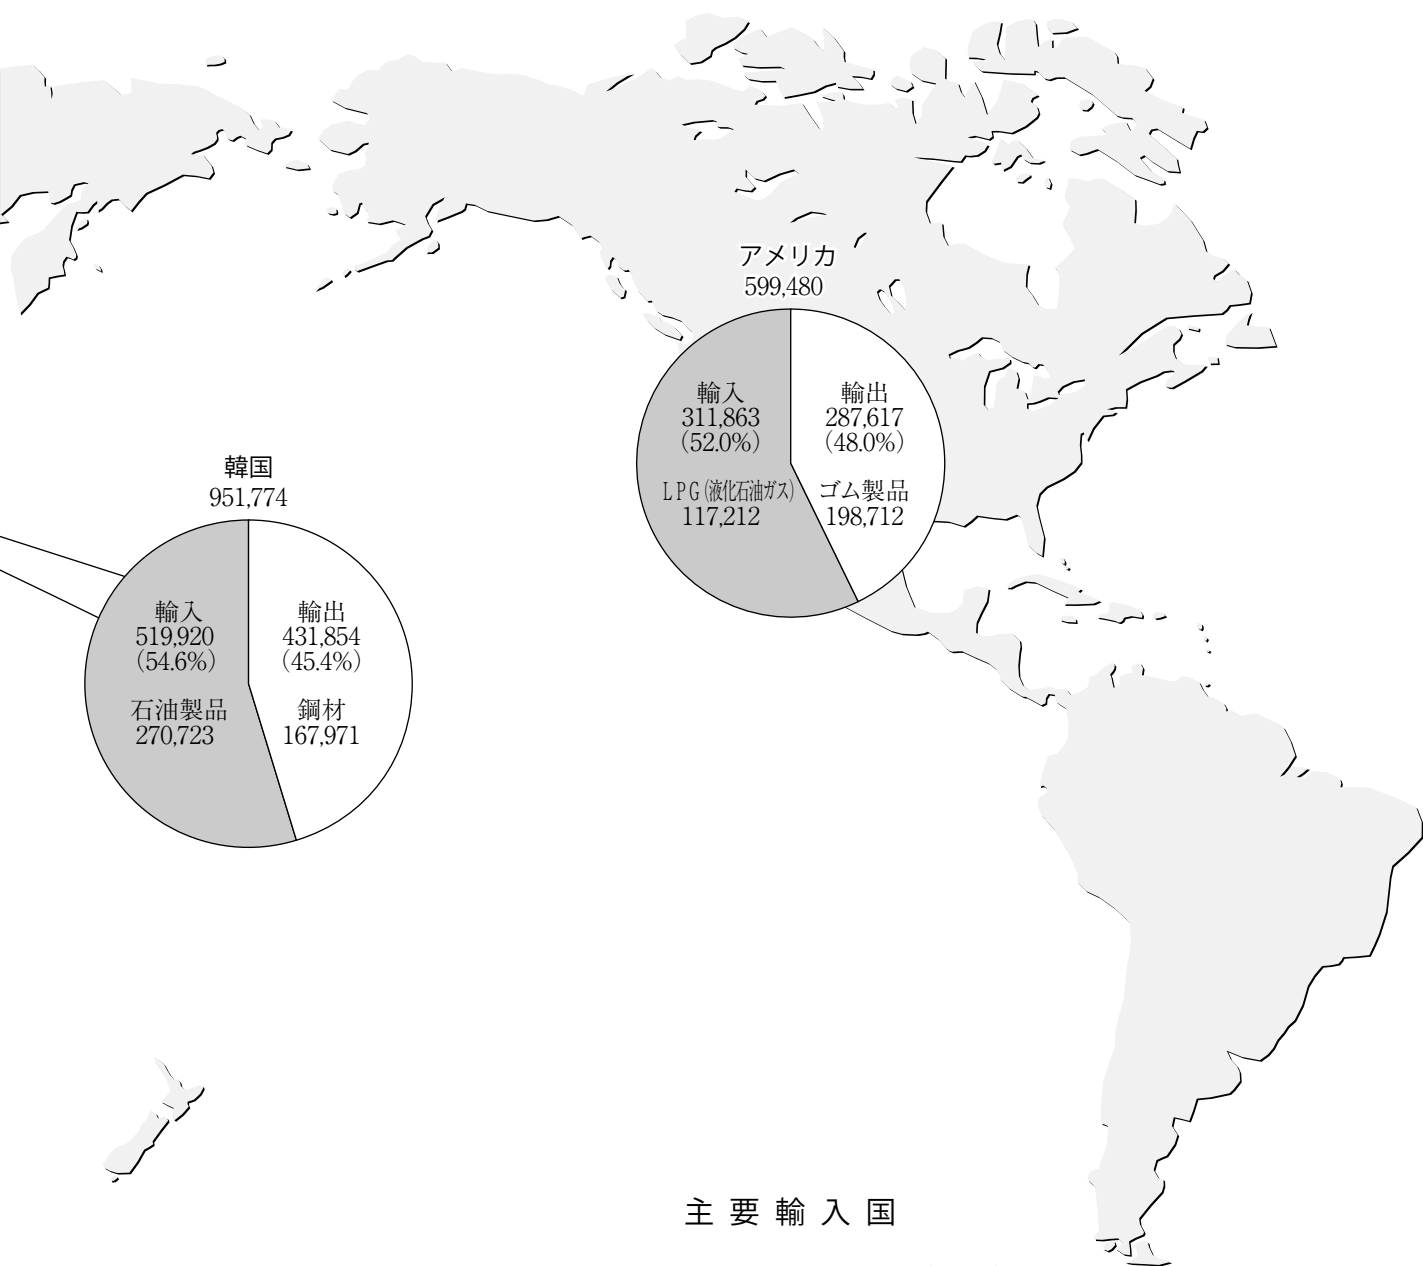 アメリカ
599,480
輸入
311,863
(52.0%)
LPG(液化石油ガス)
117,212
輸出
287,617
(48.0%)
ゴム製品
198,712
韓国
951,774
輸入
519,920
(54.6%)
石油製品
270,723
輸出
431,854
(45.4%)
鋼材
167,971
主要輸入国